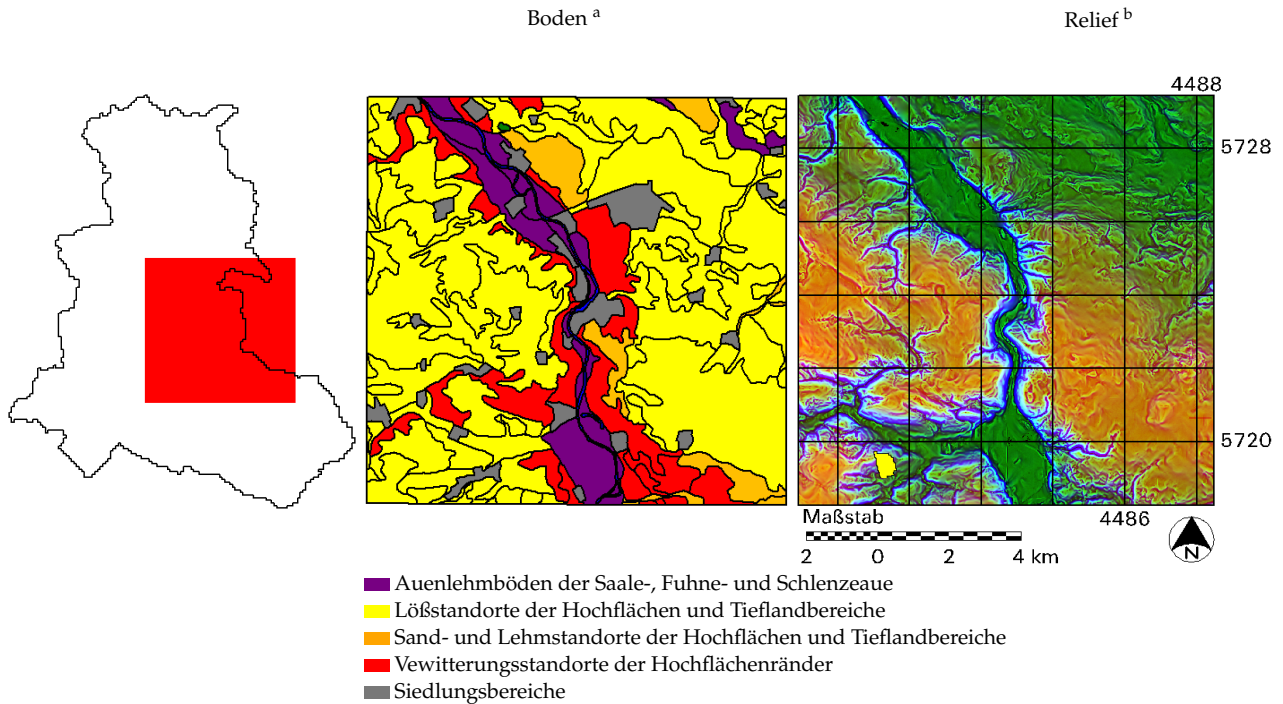 Boden a
Relief b
4488
5728
5720
4486
Maßstab
2 0 2 4 km
N
Auenlehmböden der Saale-, Fuhne- und Schlenzeaue
Lößstandorte der Hochflächen und Tieflandbereiche
Sand- und Lehmstandorte der Hochflächen und Tieflandbereiche
Vewitterungsstandorte der Hochflächenränder
Siedlungsbereiche